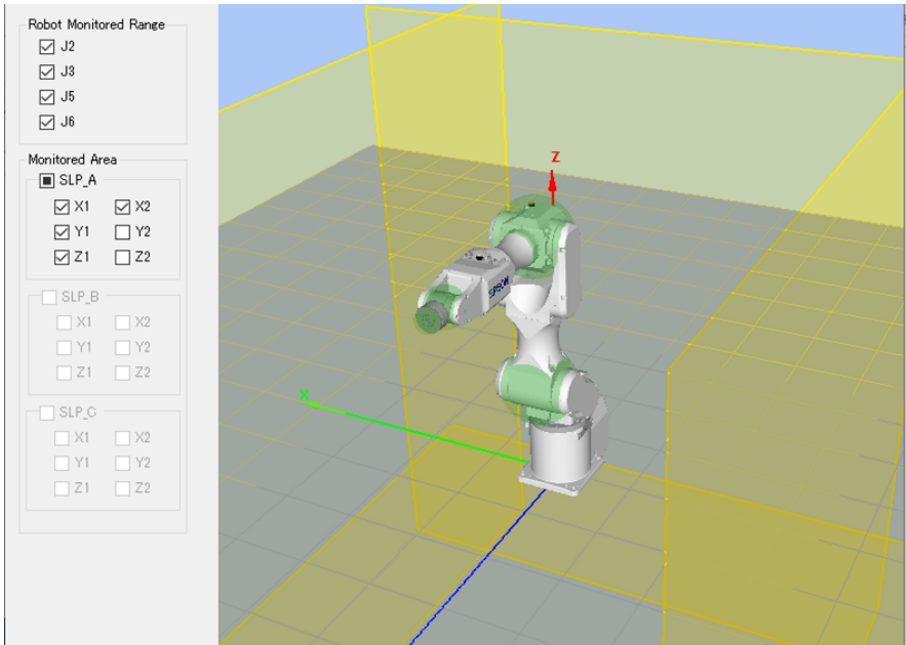 Robot Monitored Range
J2
J3
J5
J6
Monitored Area
SLP_A
X1 X2
Y1 Y2
Z1 Z2
SLP_B
X1 X2
Y1 Y2
Z1 Z2
SLP_C
X1 X2
Y1 Y2
Z1 Z2
Z
EPSON
X